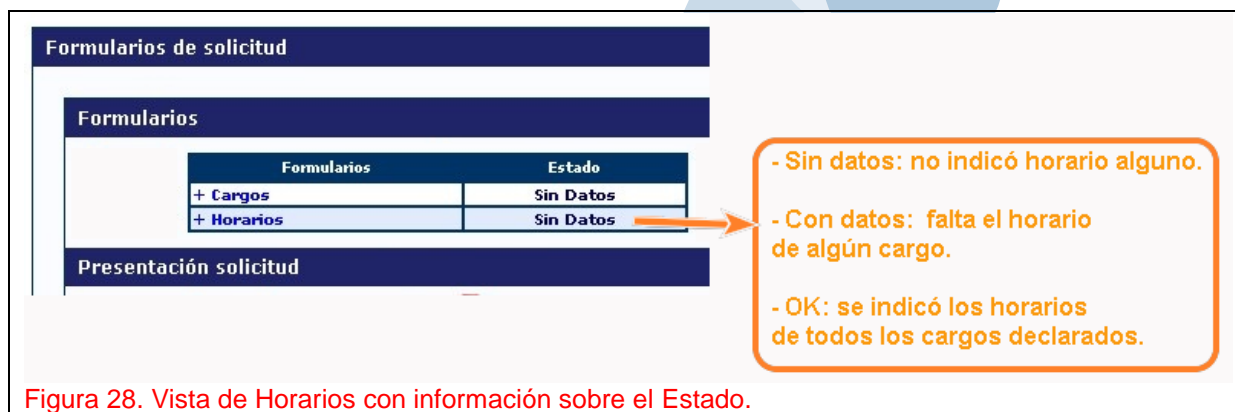 Formularios de solicitud
Formularios
Formularios Estado
+ Cargos Sin Datos
+ Horarios Sin Datos
Presentación solicitud
- Sin datos: no indicó horario alguno.
- Con datos: falta el horario
de algún cargo.
- OK: se indicó los horarios
de todos los cargos declarados.
Figura 28. Vista de Horarios con información sobre el Estado.